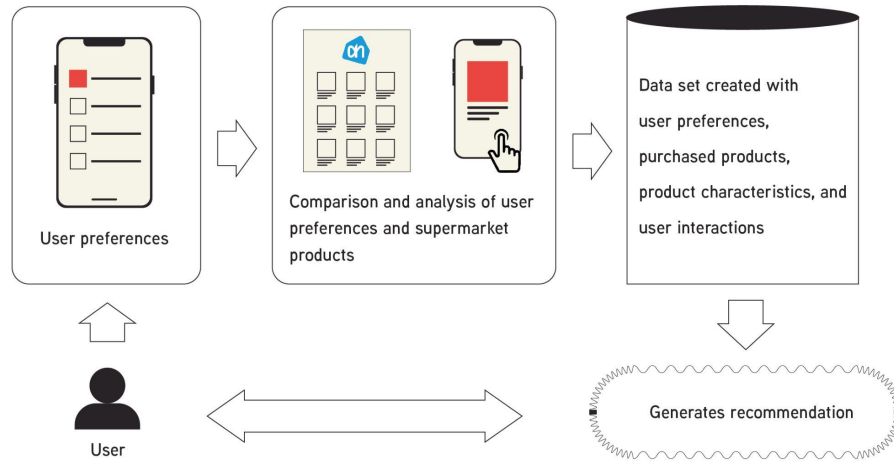 User preferences
ah
Comparison and analysis of user
preferences and supermarket
products
Data set created with
user preferences,
purchased products,
product characteristics, and
user interactions
Generates recommendation
User